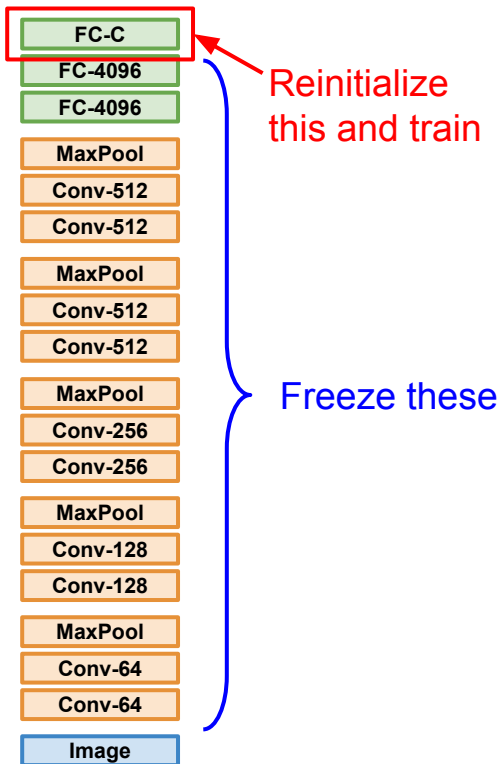 FC-C
FC-4096
FC-4096
MaxPool
Conv-512
Conv-512
MaxPool
Conv-512
Conv-512
MaxPool
Conv-256
Conv-256
MaxPool
Conv-128
Conv-128
MaxPool
Conv-64
Conv-64
Image
Reinitialize
this and train
Freeze these